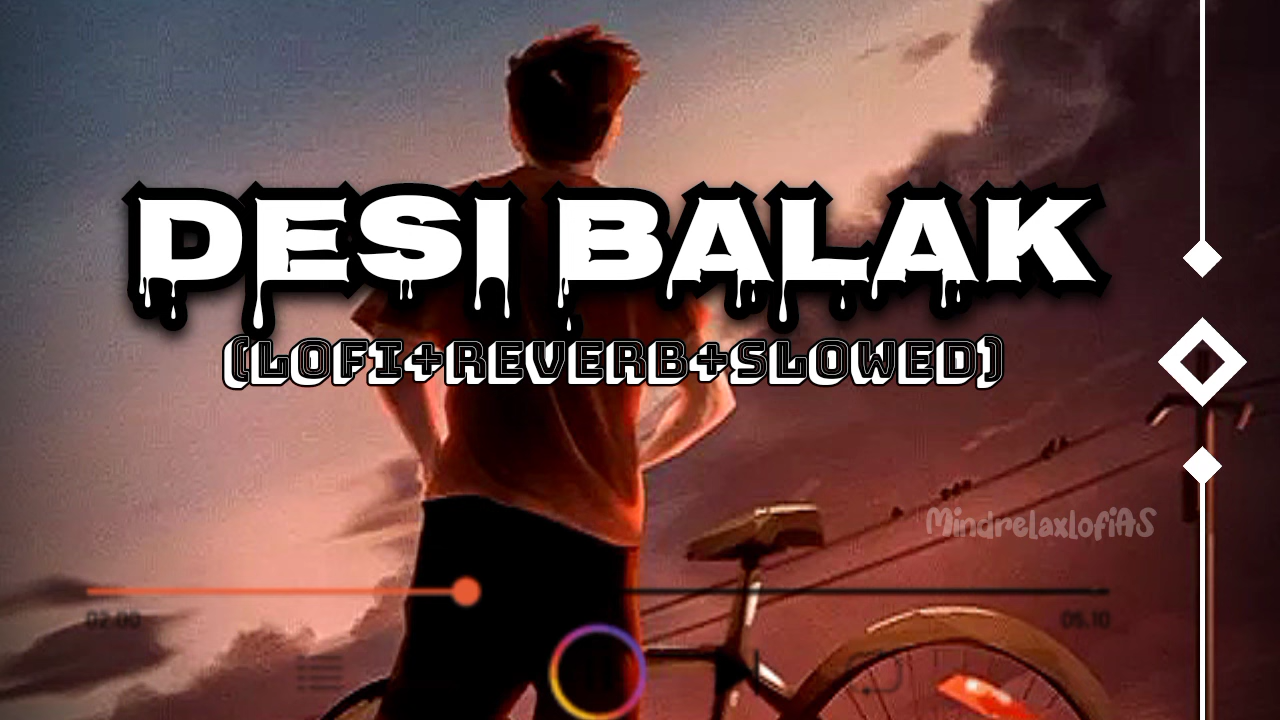 DESI BALAK
(LOFI+REVERB+SLOWED)
MindrelaxlofiAS
02:00
05.10